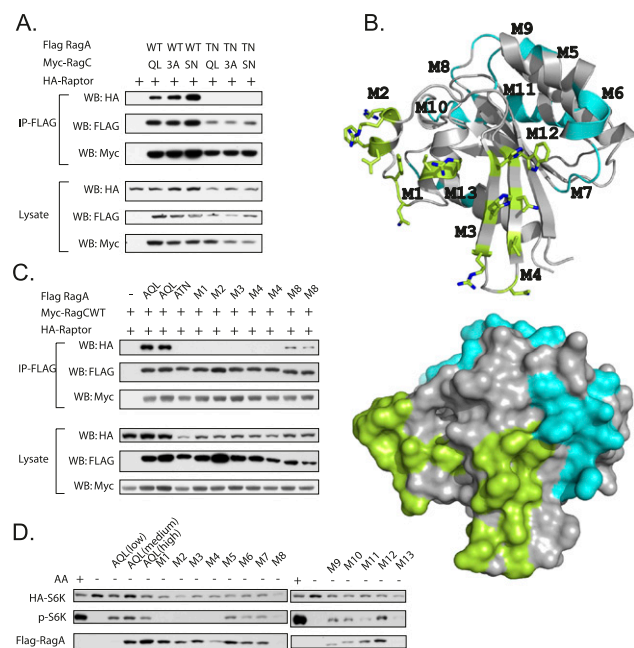 A.
Flag RagA WT WT WT TN TN TN
Myc-RagC QL 3A SN QL 3A SN
HA-Raptor + + + + + + +
IP-FLAG
WB: HA
WB: FLAG
WB: Myc
Lysate
WB: HA
WB: FLAG
WB: Myc
B.
M9
M5
M8
M2
M11
M6
M10
M12
M1
M13
M7
M3
M4
C.
Flag RagA - AQL AQL ATN M1 M2 M3 M4 M4 M8 M8
Myc-RagCWT + + + + + + + + + + +
HA-Raptor + + + + + + + + + + +
IP-FLAG
WB: HA
WB: FLAG
WB: Myc
Lysate
WB: HA
WB: FLAG
WB: Myc
D.
AQL(low) AQL(medium) AQL(high) M1 M2 M3 M4 M5 M6 M7 M8 M9 M10 M11 M12 M13
AA + - - - - - - - - - - - - + - - - - - -
HA-S6K
p-S6K
Flag-RagA